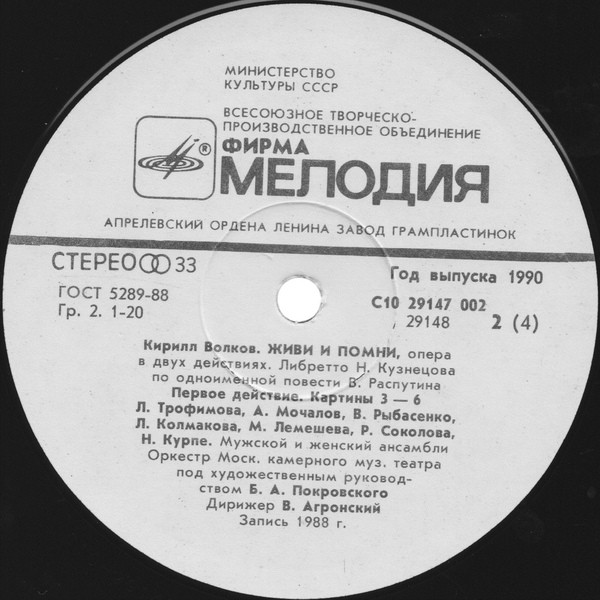 МИНИСТЕРСТВО
КУЛЬТУРЫ СССР
ВСЕСОЮЗНОЕ ТВОРЧЕСКО-
ПРОИЗВОДСТВЕННОЕ ОБЪЕДИНЕНИЕ
®
ФИРМА
МЕЛОДИЯ
АПРЕЛЕВСКИЙ ОРДЕНА ЛЕНИНА ЗАВОД ГРАМПЛАСТИНОК
СТЕРЕО 33
Год выпуска 1990
ГОСТ 5289-88
С10 29147 002
Гр. 2. 1-20
/ 29148 2 (4)
Кирилл Волков. ЖИВИ И ПОМНИ, опера
в двух действиях. Либретто Н. Кузнецова
по одноименной повести В. Распутина
Первое действие. Картины 3 — 6
Л. Трофимова, А. Мочалов, В. Рыбасенко,
Л. Колмакова, М. Лемешева, Р. Соколова,
Н. Курпе. Мужской и женский ансамбли
Оркестр Моск. камерного муз. театра
под художественным руковод-
ством Б. А. Покровского
Дирижер В. Агронский
Запись 1988 г.